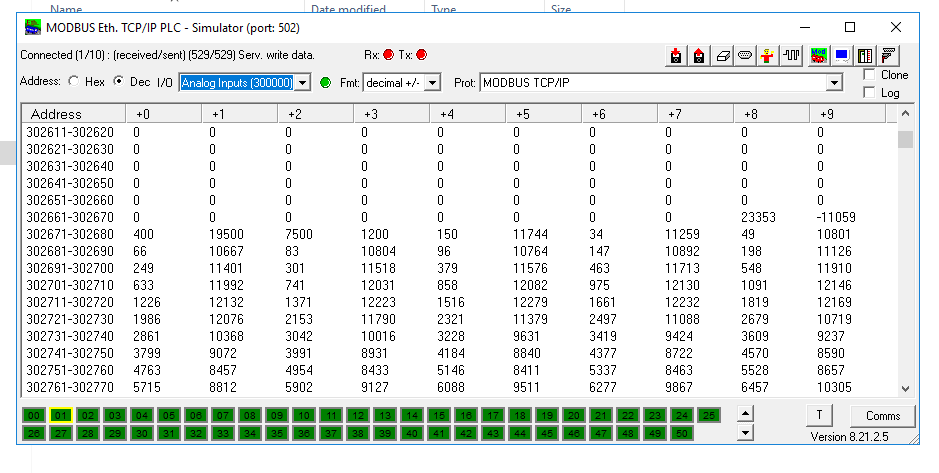 Name Date modified Type Size
MODBUS Eth. TCP/IP PLC - Simulator (port: 502)
Connected (1/10) : (received/sent) (529/529) Serv. write data. Rx: Tx:
Address: Hex Dec I/O Analog Inputs (300000) Fmt: decimal +/- Prot: MODBUS TCP/IP Clone
Log
Address +0 +1 +2 +3 +4 +5 +6 +7 +8 +9
302611-302620 0 0 0 0 0 0 0 0 0 0
302621-302630 0 0 0 0 0 0 0 0 0 0
302631-302640 0 0 0 0 0 0 0 0 0 0
302641-302650 0 0 0 0 0 0 0 0 0 0
302651-302660 0 0 0 0 0 0 0 0 0 0
302661-302670 0 0 0 0 0 0 0 0 23353 -11059
302671-302680 400 19500 7500 1200 150 11744 34 11259 49 10801
302681-302690 66 10667 83 10804 96 10764 147 10892 198 11126
302691-302700 249 11401 301 11518 379 11576 463 11713 548 11910
302701-302710 633 11992 741 12031 858 12082 975 12130 1091 12146
302711-302720 1226 12132 1371 12223 1516 12279 1661 12232 1819 12169
302721-302730 1986 12076 2153 11790 2321 11379 2497 11088 2679 10719
302731-302740 2861 10368 3042 10016 3228 9631 3419 9424 3609 9237
302741-302750 3799 9072 3991 8931 4184 8840 4377 8722 4570 8590
302751-302760 4763 8457 4954 8433 5146 8411 5337 8463 5528 8657
302761-302770 5715 8812 5902 9127 6088 9511 6277 9867 6457 10305
00 01 02 03 04 05 06 07 08 09 10 11 12 13 14 15 16 17 18 19 20 21 22 23 24 25 T Comms
26 27 28 29 30 31 32 33 34 35 36 37 38 39 40 41 42 43 44 45 46 47 48 49 50 Version 8.21.2.5